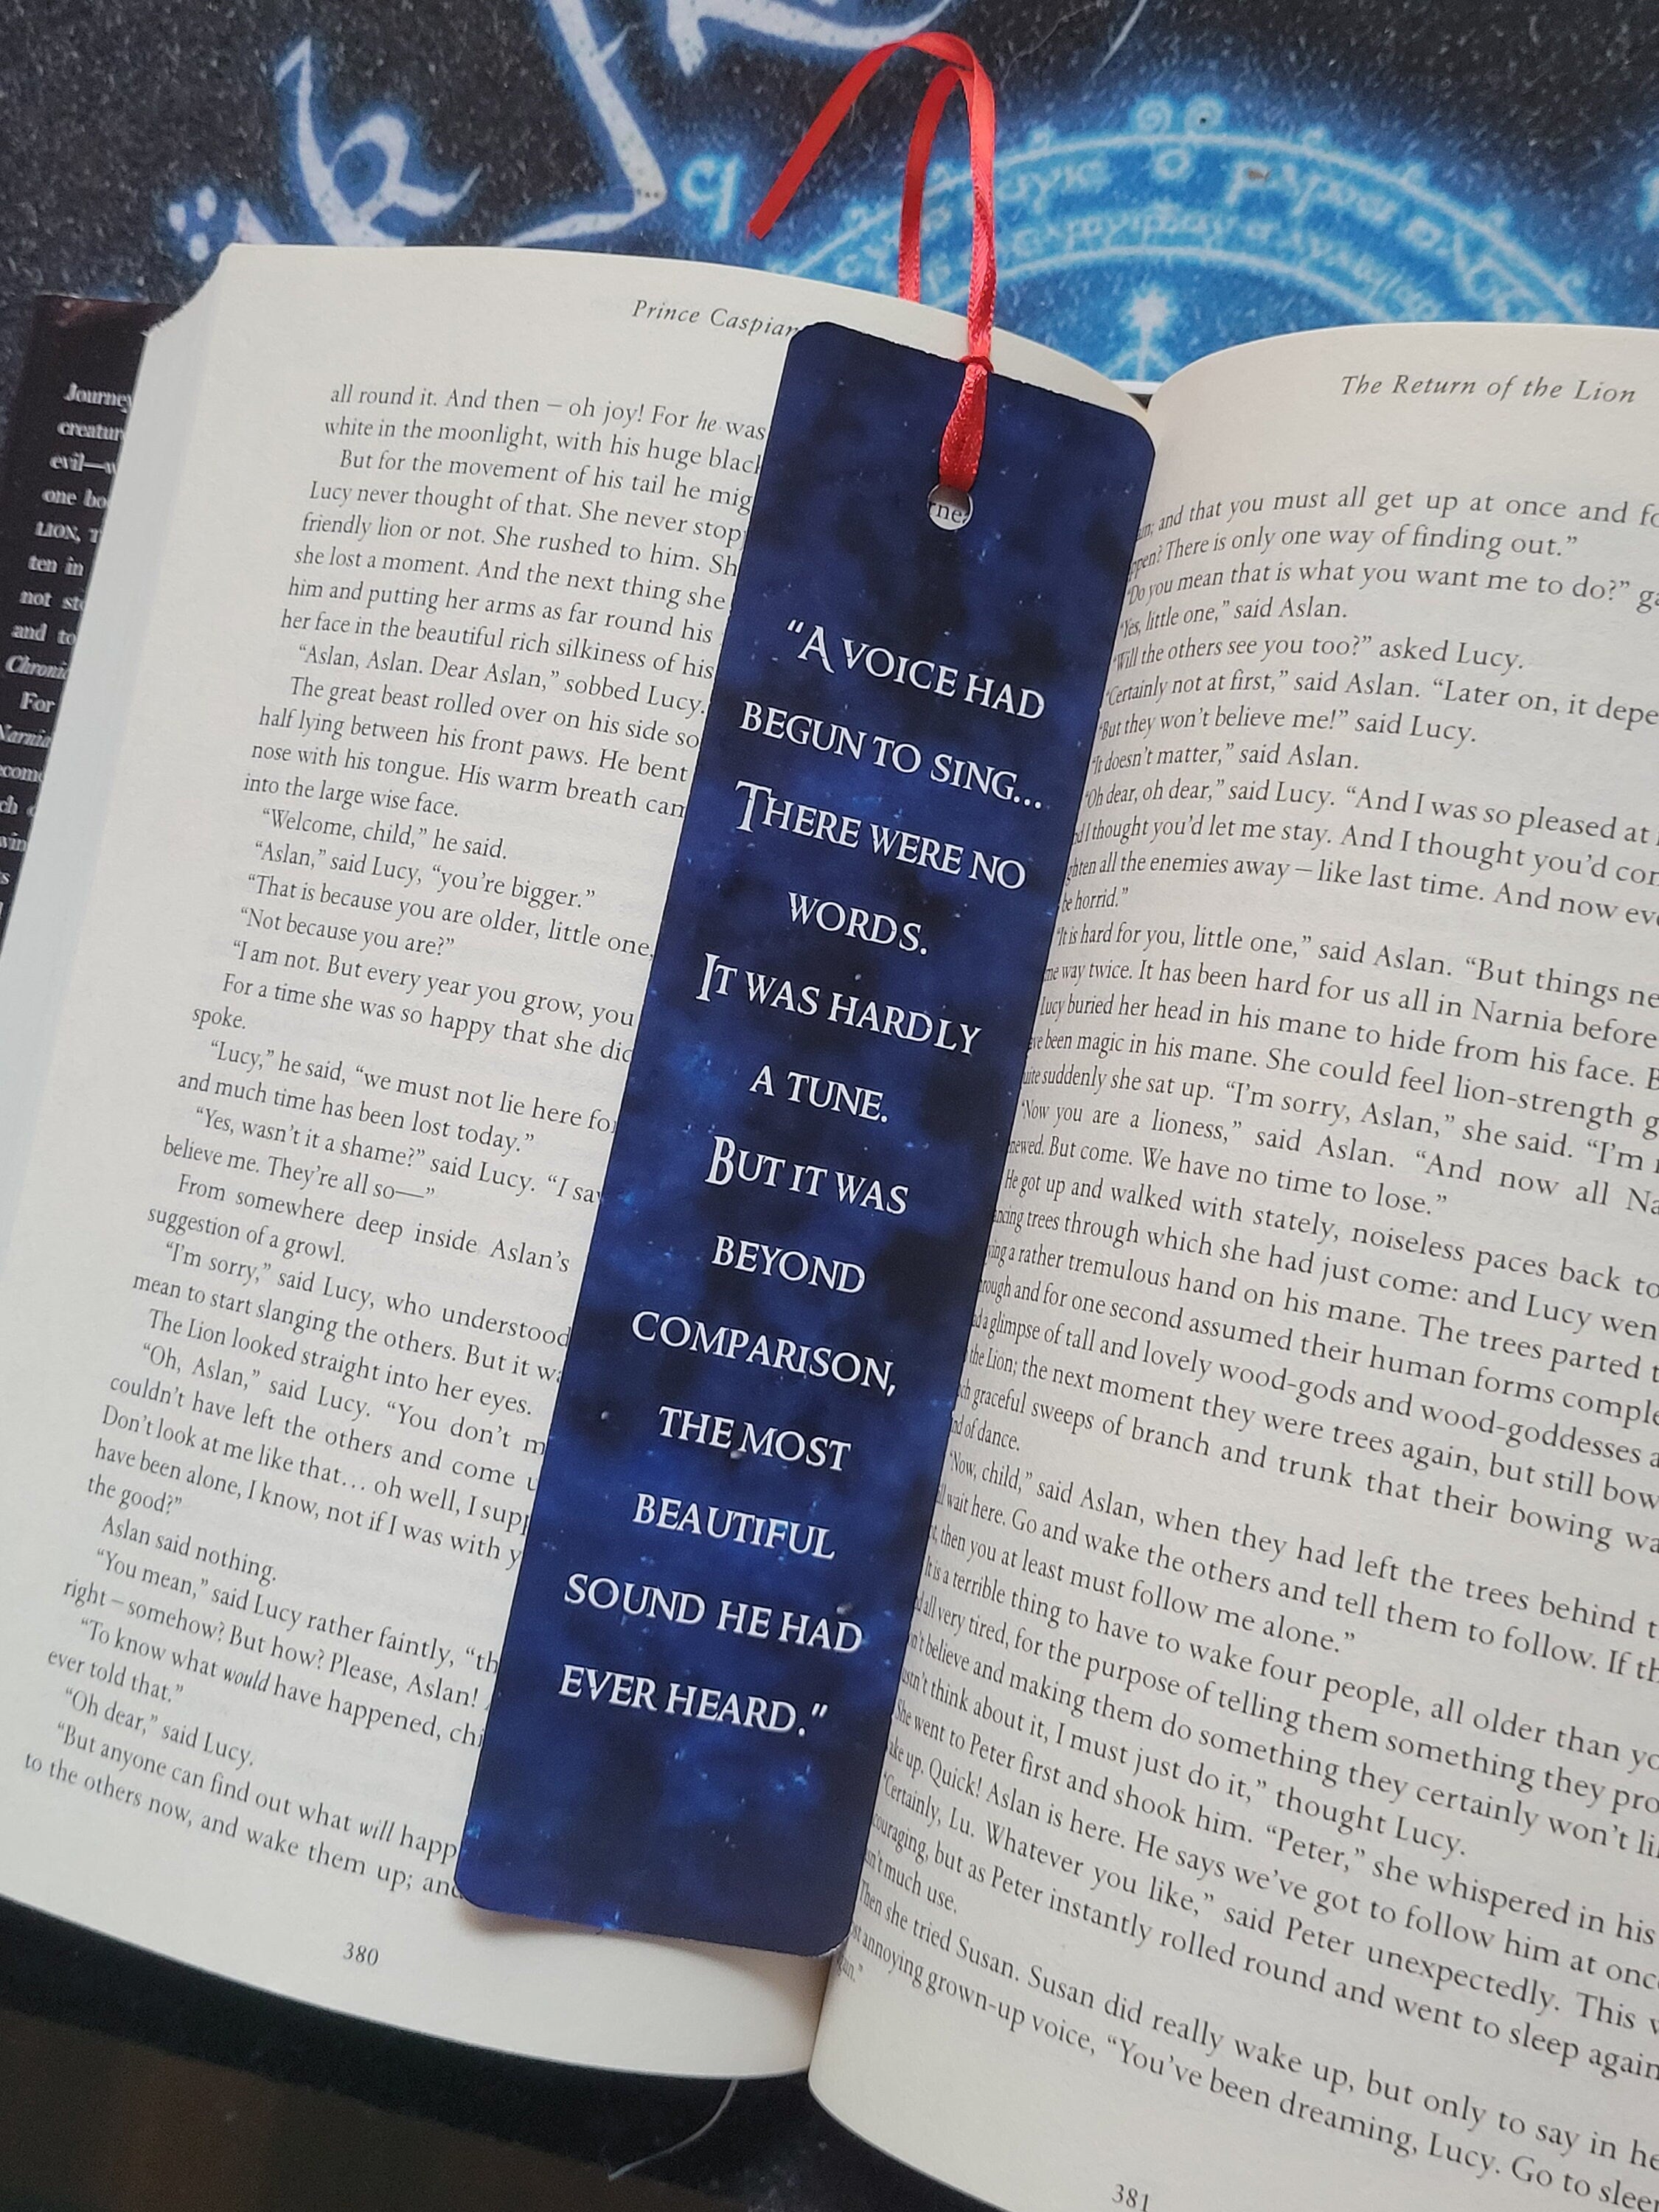 Prince Caspian
all round it. And then – oh joy! For he was
white in the moonlight, with his huge black
But for the movement of his tail he
Lucy never thought of that. She never
friendly lion or not. She rushed to him.
she lost a moment. And the next thing she
him and putting her arms as far round his
her face in the beautiful rich silkiness of his
“Aslan, Aslan. Dear Aslan,” sobbed Lucy.
The great beast rolled over on his side so
half lying between his front paws. He bent
nose with his tongue. His warm breath
into the large wise face.
“Welcome, child,” he said.
“Aslan,” said Lucy, “you’re bigger.”
“That is because you are older, little one,
“Not because you are?”
“I am not. But every year you grow, you
For a time she was so happy that she
spoke.
“Lucy,” he said, “we must not lie here for
and much time has been lost today.”
“Yes, wasn’t it a shame?” said Lucy. “I
believe me. They’re all so—”
From somewhere deep inside Aslan’s
suggestion of a growl.
“I’m sorry,” said Lucy, who understood
mean to start slanging the others. But it
The Lion looked straight into her eyes.
“Oh, Aslan,” said Lucy. “You don’t
couldn’t have left the others and come
Don’t look at me like that… oh well, I
have been alone, I know, not if I was with
the good?”
Aslan said nothing.
“You mean,” said Lucy rather faintly,
right – somehow? But how? Please, Aslan!
“To know what would have happened,
ever told that.”
“Oh dear,” said Lucy.
“But anyone can find out what will
to the others now, and wake them up; and
380
“A VOICE HAD
BEGUN TO SING...
THERE WERE NO
WORDS.
IT WAS HARDLY
A TUNE.
BUT IT WAS
BEYOND
COMPARISON,
THE MOST
BEAUTIFUL
SOUND HE HAD
EVER HEARD.”
The Return of the Lion
and that you must all get up at once and
There is only one way of finding out.”
“Do you mean that is what you want me to do?”
“Yes, little one,” said Aslan.
“Will the others see you too?” asked Lucy.
“Certainly not at first,” said Aslan. “Later on, it
“But they won’t believe me!” said Lucy.
“It doesn’t matter,” said Aslan.
“Oh dear, oh dear,” said Lucy. “And I was so pleased at
I thought you’d let me stay. And I thought you’d
all the enemies away – like last time. And now
be horrid.”
“It is hard for you, little one,” said Aslan. “But things
way twice. It has been hard for us all in Narnia before
Lucy buried her head in his mane to hide from his face.
been magic in his mane. She could feel lion-strength
suddenly she sat up. “I’m sorry, Aslan,” she said. “I’m
“Now you are a lioness,” said Aslan. “And now all
But come. We have no time to lose.”
He got up and walked with stately, noiseless paces back to
trees through which she had just come: and Lucy
a rather tremulous hand on his mane. The trees parted
and for one second assumed their human forms
a glimpse of tall and lovely wood-gods and wood-goddesses
the Lion; the next moment they were trees again, but still
graceful sweeps of branch and trunk that their bowing
of dance.
“Now, child,” said Aslan, when they had left the trees behind
wait here. Go and wake the others and tell them to follow. If
then you at least must follow me alone.”
It is a terrible thing to have to wake four people, all older than
all very tired, for the purpose of telling them something they
believe and making them do something they certainly won’t
think about it, I must just do it,” thought Lucy.
She went to Peter first and shook him. “Peter,” she whispered in his
up. Quick! Aslan is here. He says we’ve got to follow him at
“Certainly, Lu. Whatever you like,” said Peter unexpectedly. This
but as Peter instantly rolled round and went to sleep
much use.
Then she tried Susan. Susan did really wake up, but only to say in
annoying grown-up voice, “You’ve been dreaming, Lucy. Go to
381
creature
one
LION,
ten in
not
and to
For